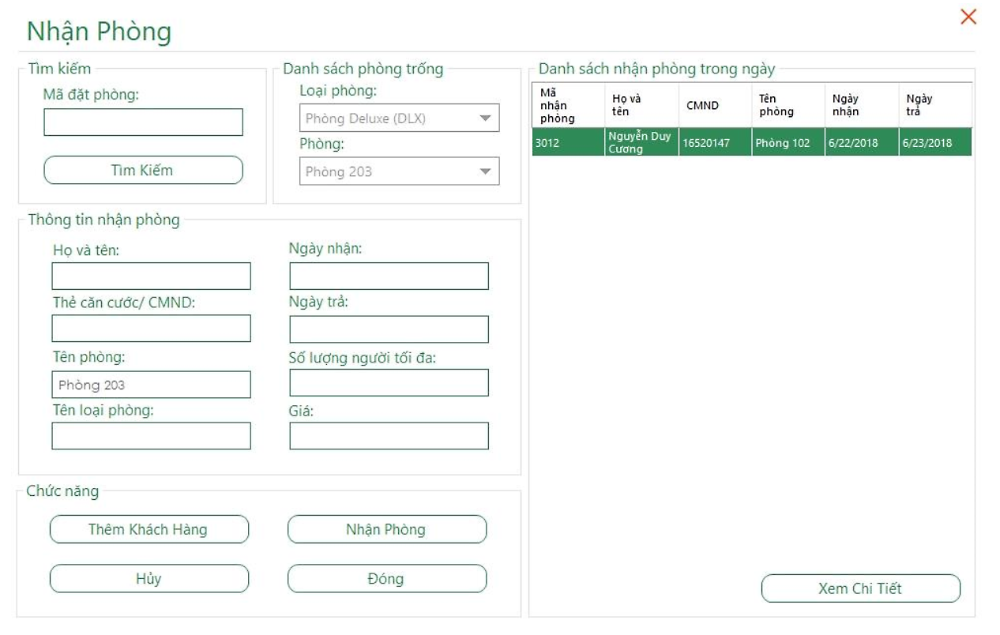 Nhận Phòng
Tìm kiếm
Mã đặt phòng:
Tìm Kiếm
Danh sách phòng trống
Loại phòng:
Phòng Deluxe (DLX)
Phòng:
Phòng 203
Thông tin nhận phòng
Họ và tên:
Thẻ căn cước/ CMND:
Tên phòng:
Phòng 203
Tên loại phòng:
Ngày nhận:
Ngày trả:
Số lượng người tối đa:
Giá:
Chức năng
Thêm Khách Hàng
Nhận Phòng
Hủy
Đóng
Danh sách nhận phòng trong ngày
Mã
nhận
phòng
Họ và
tên
CMND
Tên
phòng
Ngày
nhận
Ngày
trả
3012
Nguyễn Duy
Cương
16520147
Phòng 102
6/22/2018
6/23/2018
Xem Chi Tiết